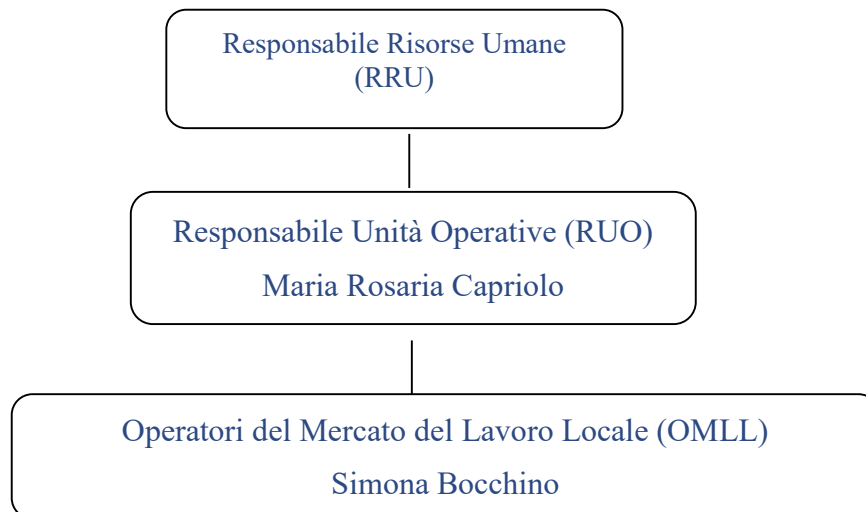 Responsabile Risorse Umane
(RRU)
Responsabile Unità Operative (RUO)
Maria Rosaria Capriolo
Operatori del Mercato del Lavoro Locale (OMLL)
Simona Bocchino